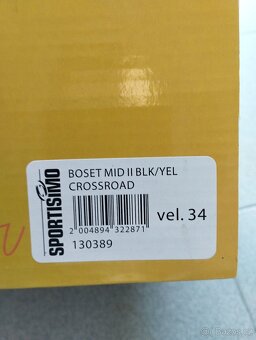 SPORTISIMO
BOSET MID II BLK/YEL
CROSSROAD
vel. 34
2 004894 322871
130389